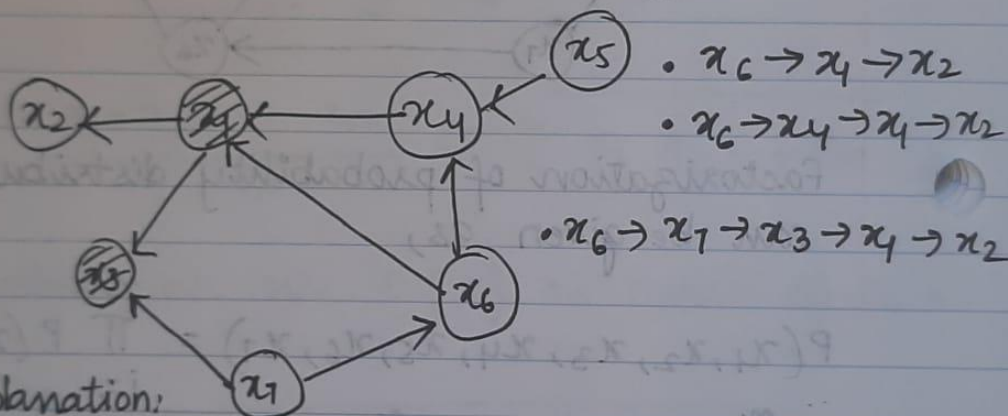 x5
• x6 → x1 → x2
x2
x1
x4
• x6 → x4 → x1 → x2
• x6 → x7 → x3 → x1 → x2
x3
x6
x7
planation: